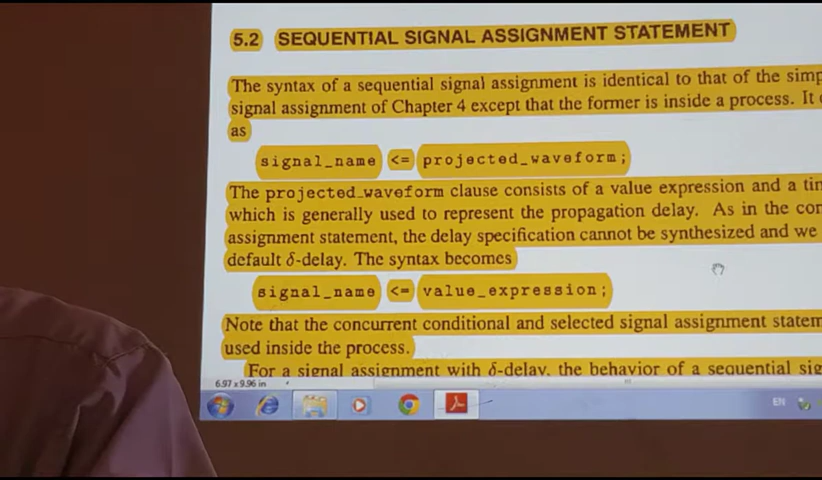 5.2 SEQUENTIAL SIGNAL ASSIGNMENT STATEMENT
The syntax of a sequential signal assignment is identical to that of the
signal assignment of Chapter 4 except that the former is inside a process. It
as
signal_name <= projected_waveform;
The projected_waveform clause consists of a value expression and a
which is generally used to represent the propagation delay. As in the
assignment statement, the delay specification cannot be synthesized and we
default δ-delay. The syntax becomes
signal_name <= value_expression;
Note that the concurrent conditional and selected signal assignment
used inside the process.
For a signal assignment with δ-delay, the behavior of a sequential
6.97 x 9.96 in
EN